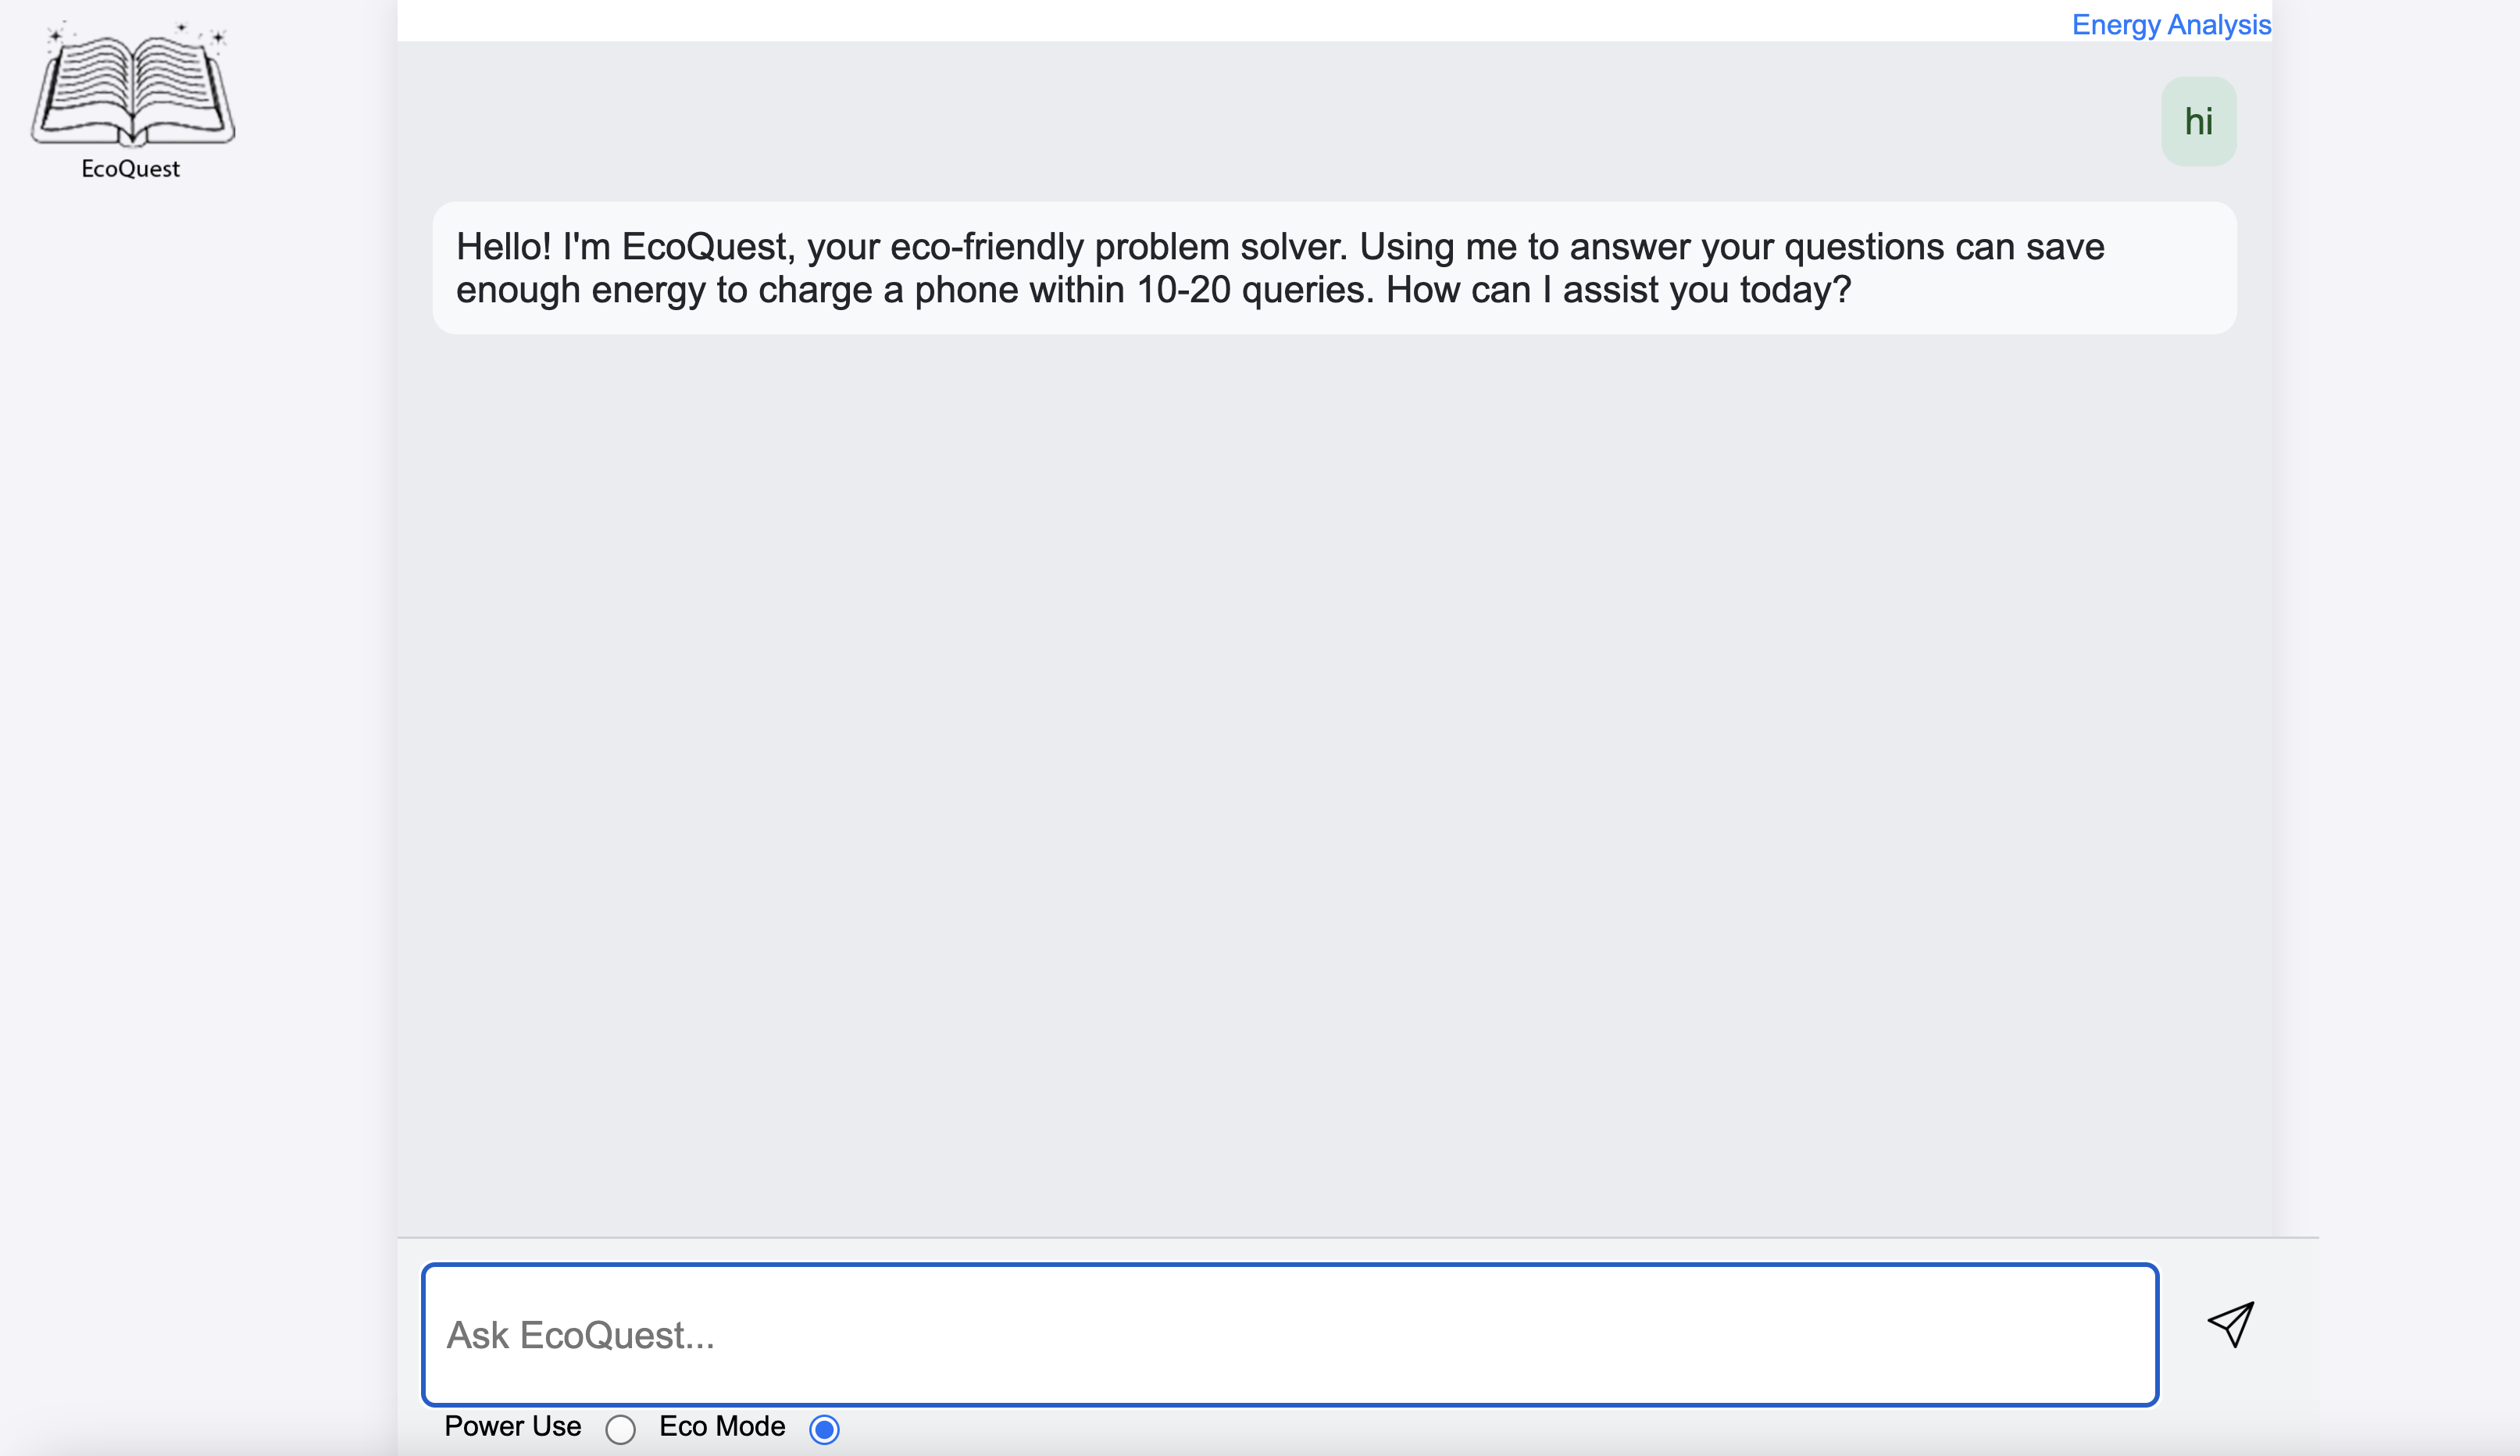 EcoQuest
Energy Analysis
hi
Hello! I'm EcoQuest, your eco-friendly problem solver. Using me to answer your questions can save
enough energy to charge a phone within 10-20 queries. How can I assist you today?
Ask EcoQuest...
Power Use Eco Mode